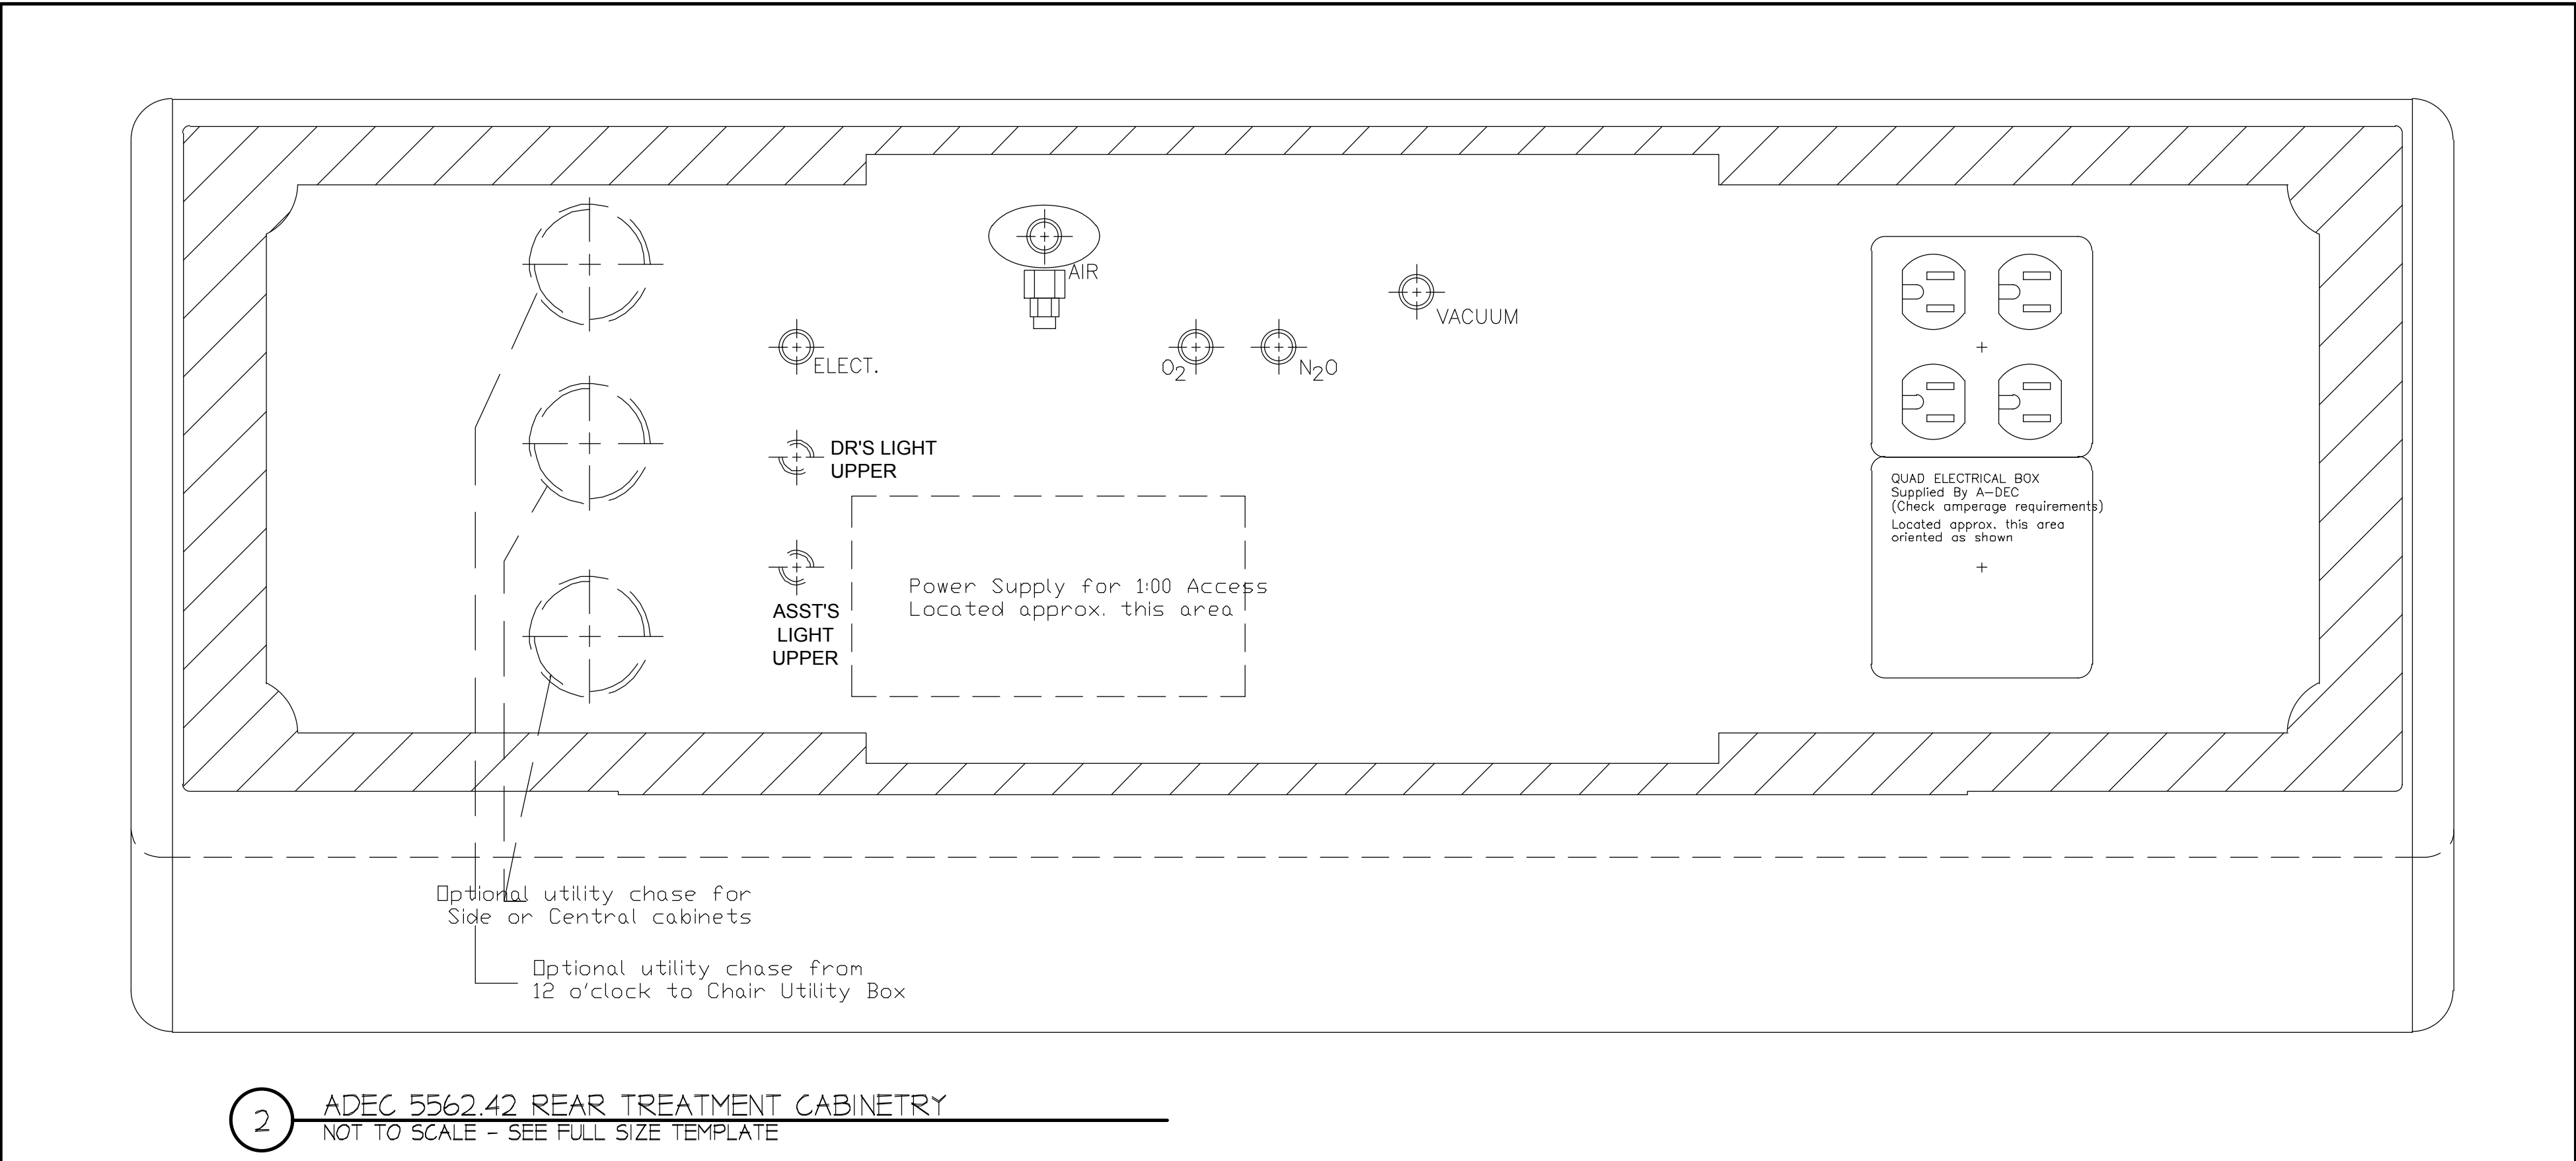 AIR
VACUUM
ELECT.
O2
N2O
DR'S LIGHT
UPPER
QUAD ELECTRICAL BOX
Supplied By A-DEC
(Check amperage requirements)
Located approx. this area
oriented as shown
Power Supply for 1:00 Access
Located approx. this area
ASST'S
LIGHT
UPPER
Optional utility chase for
Side or Central cabinets
Optional utility chase from
12 o'clock to Chair Utility Box
2
ADEC 5562.42 REAR TREATMENT CABINETRY
NOT TO SCALE - SEE FULL SIZE TEMPLATE